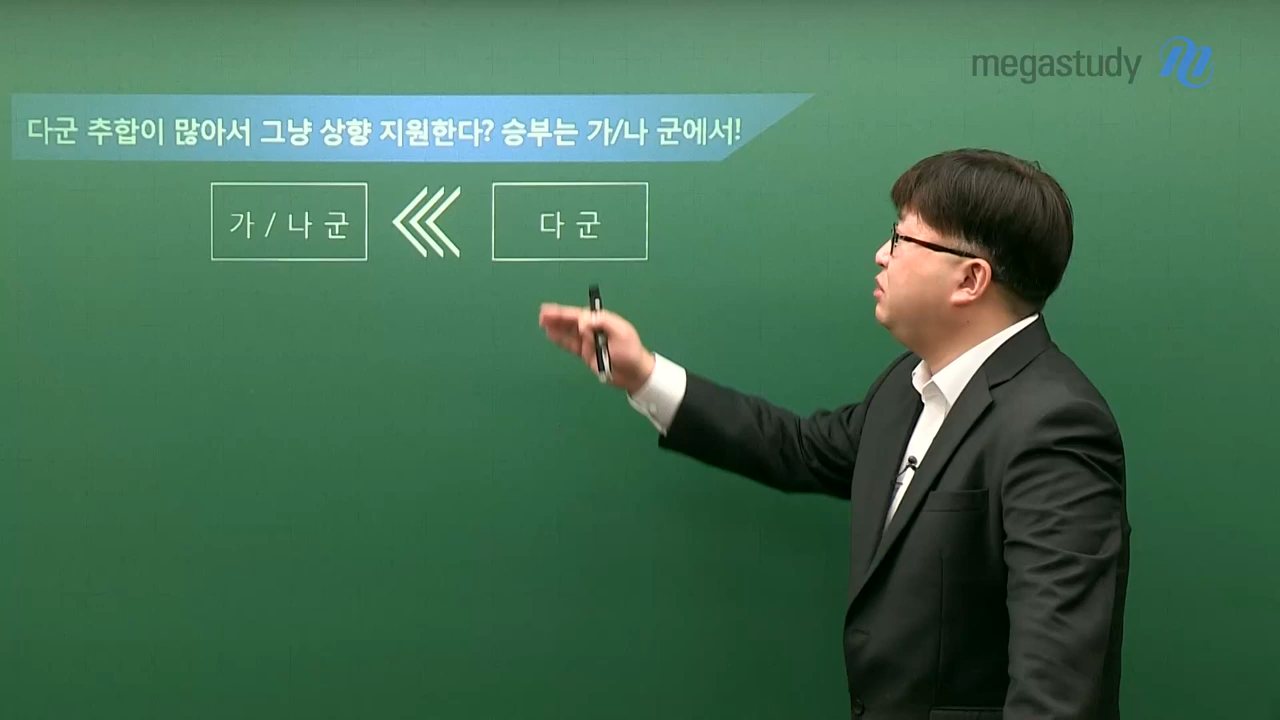 megastudy
다군 추합이 많아서 그냥 상향 지원한다? 승부는 가/나 군에서!
가 / 나 군
다 군